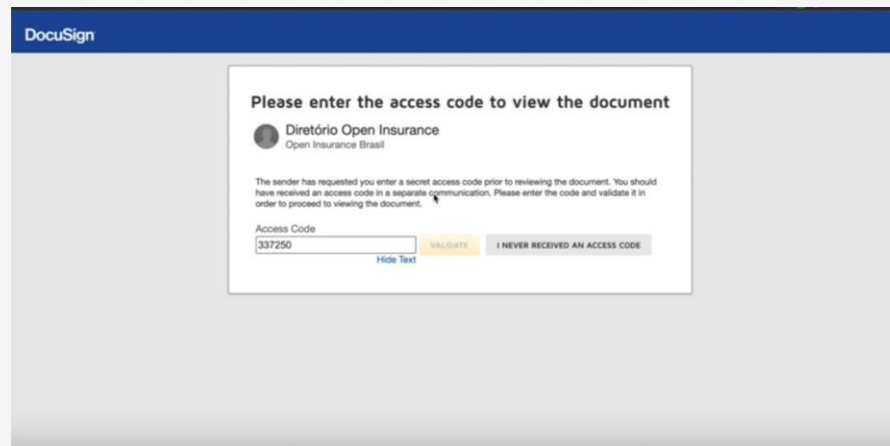 DocuSign
Please enter the access code to view the document
Diretório Open Insurance
Open Insurance Brasil
The sender has requested you enter a secret access code prior to reviewing the document. You should
have received an access code in a separate communication. Please enter the code and validate it in
order to proceed to viewing the document.
Access Code
337250
VALIDATE
I NEVER RECEIVED AN ACCESS CODE
Hide Text